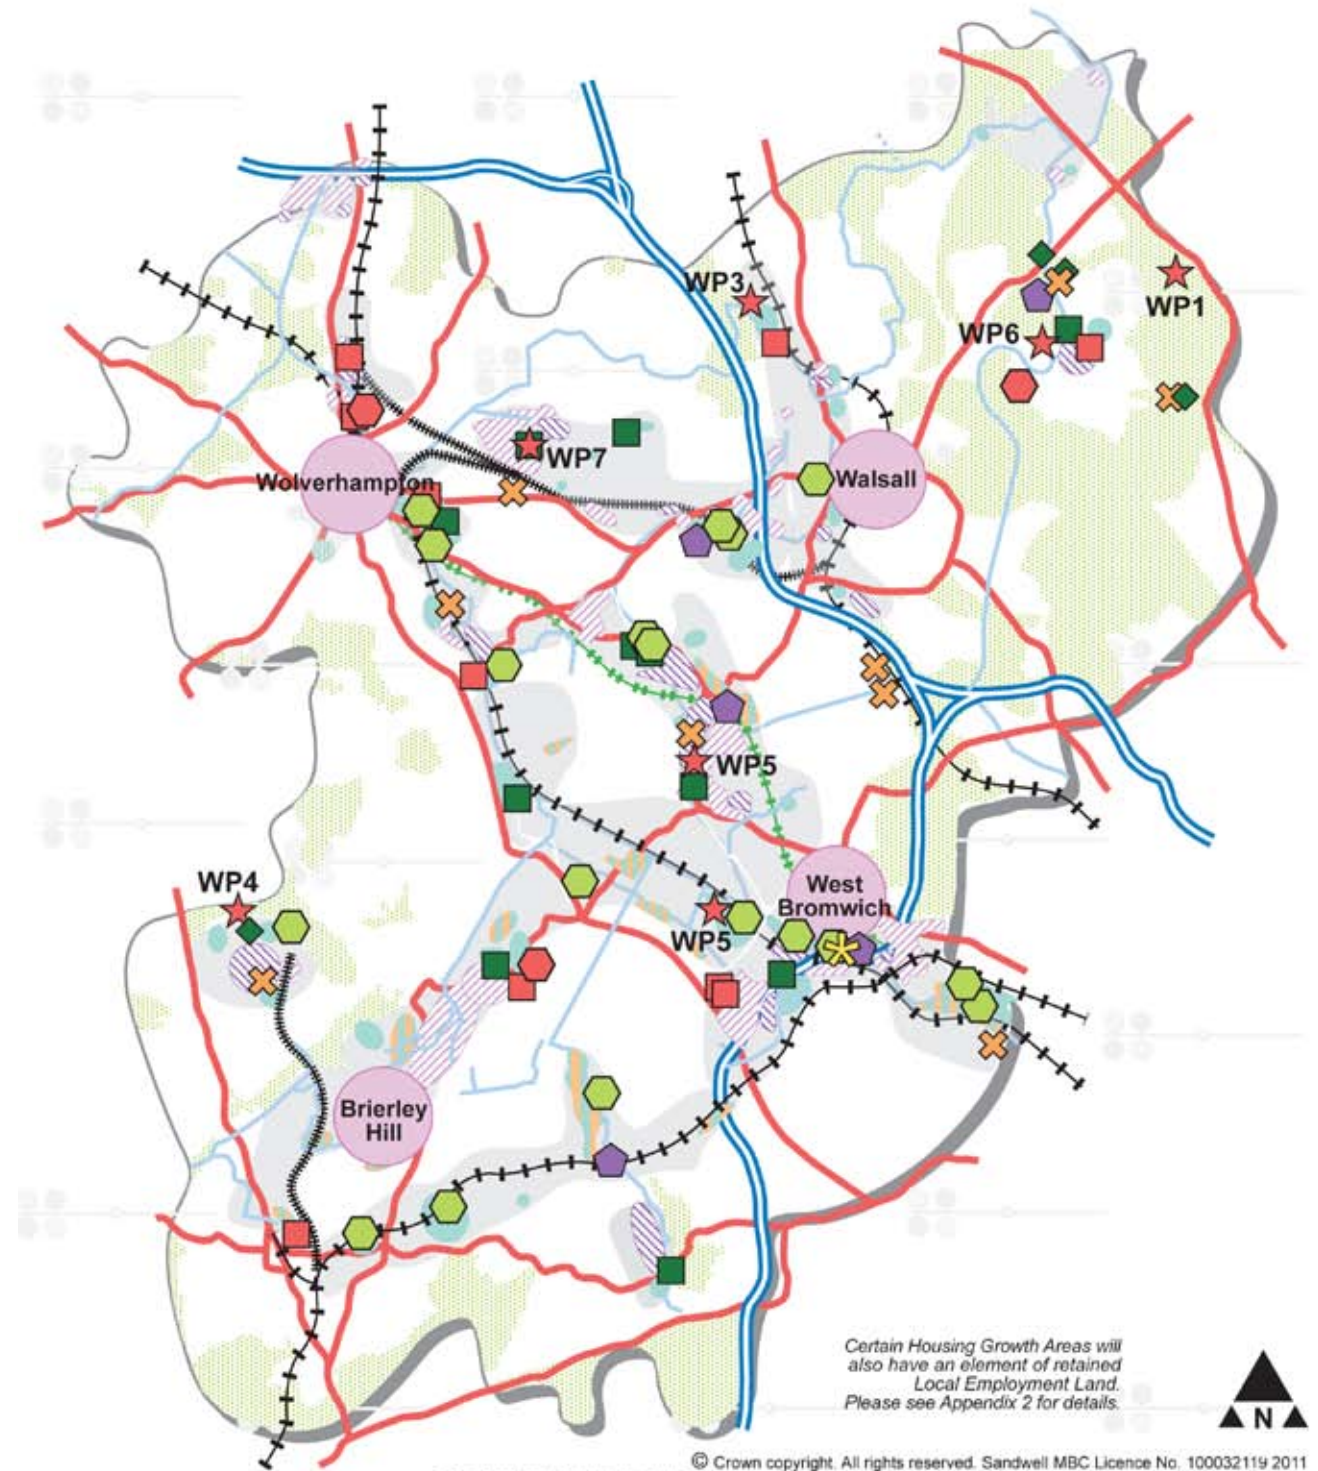 WP3
WP1
WP6
WP7
Wolverhampton
Walsall
WP5
WP4
West
Bromwich
WP5
Brierley
Hill
Certain Housing Growth Areas will
also have an element of retained
Local Employment Land.
Please see Appendix 2 for details.
N
© Crown copyright. All rights reserved. Sandwell MBC Licence No. 100032119 2011